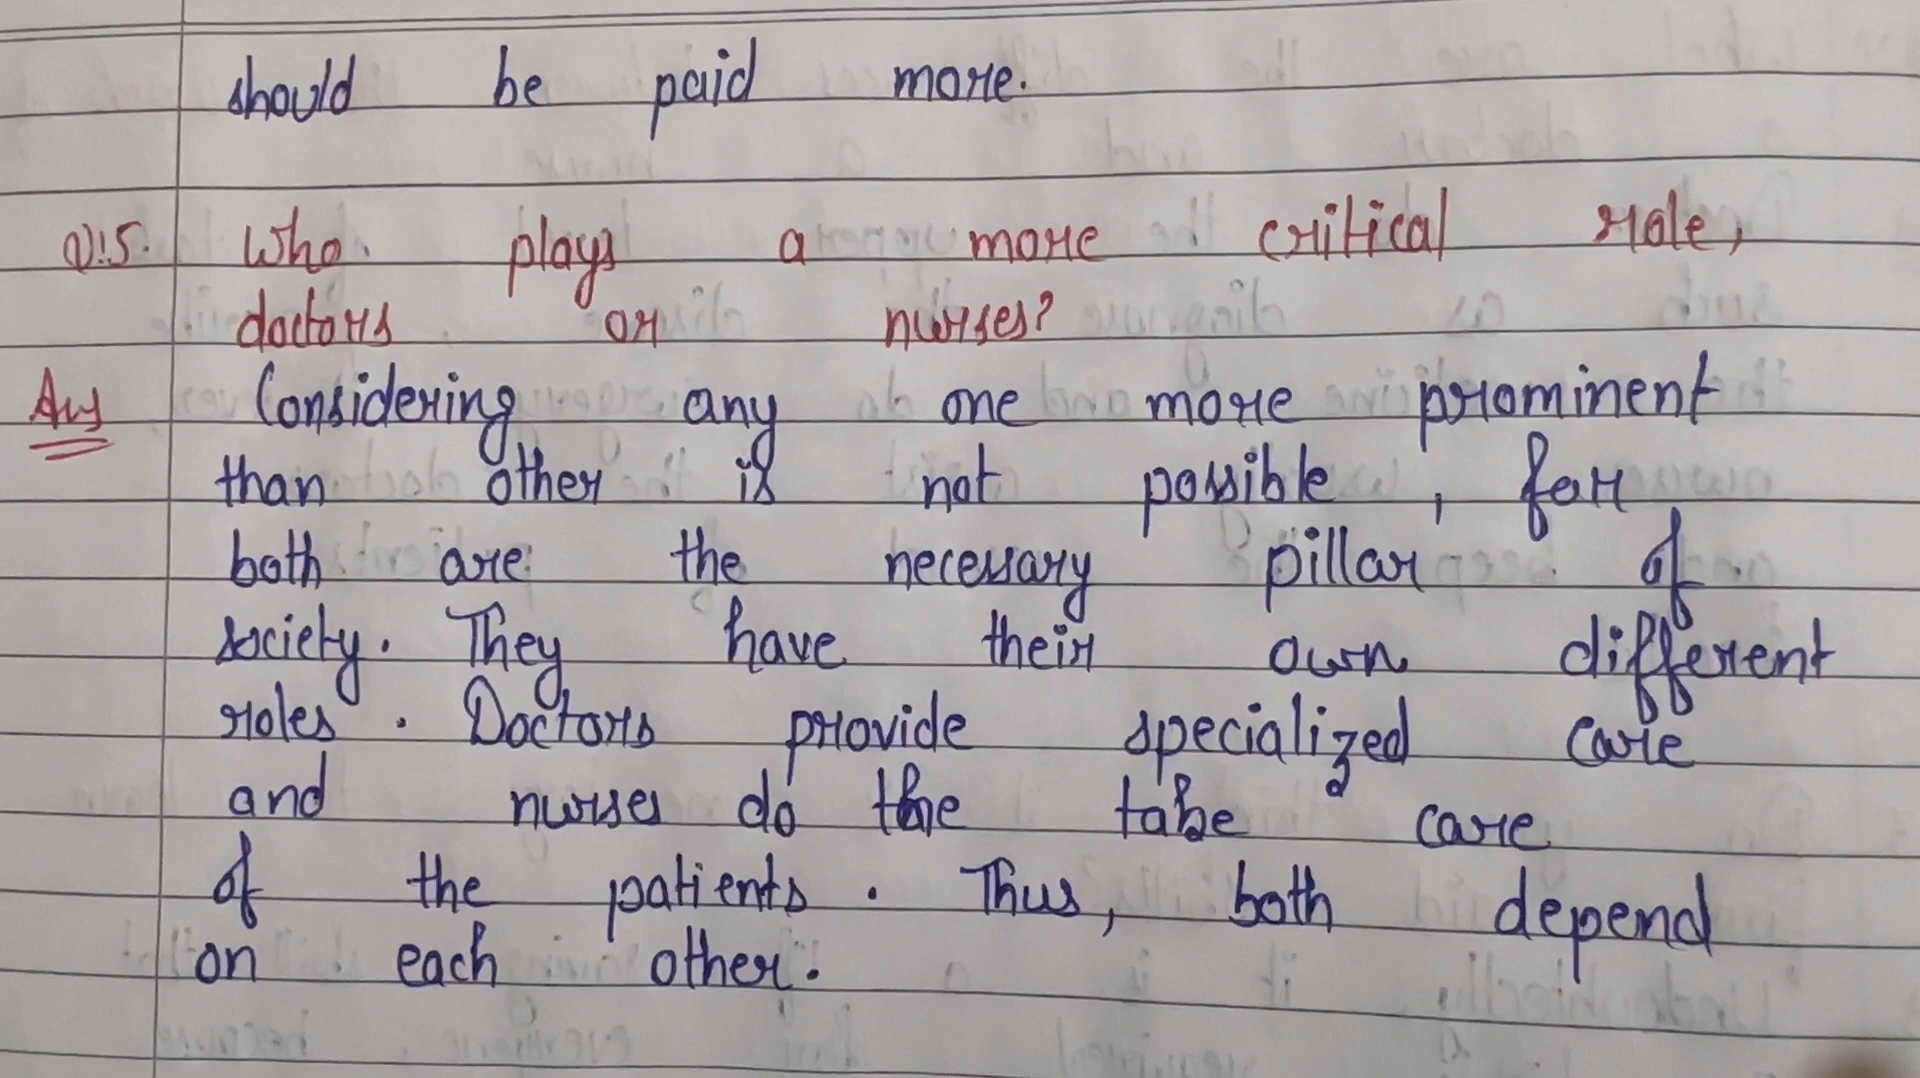 should be paid more.
Q.5. Who plays a more critical role,
doctors or nurses?
Ans Considering any one more prominent
than other is not possible, for
both are the necessary pillar of
society. They have their own different
roles. Doctors provide specialized care
and nurses do the take care
of the patients. Thus, both depend
on each other.